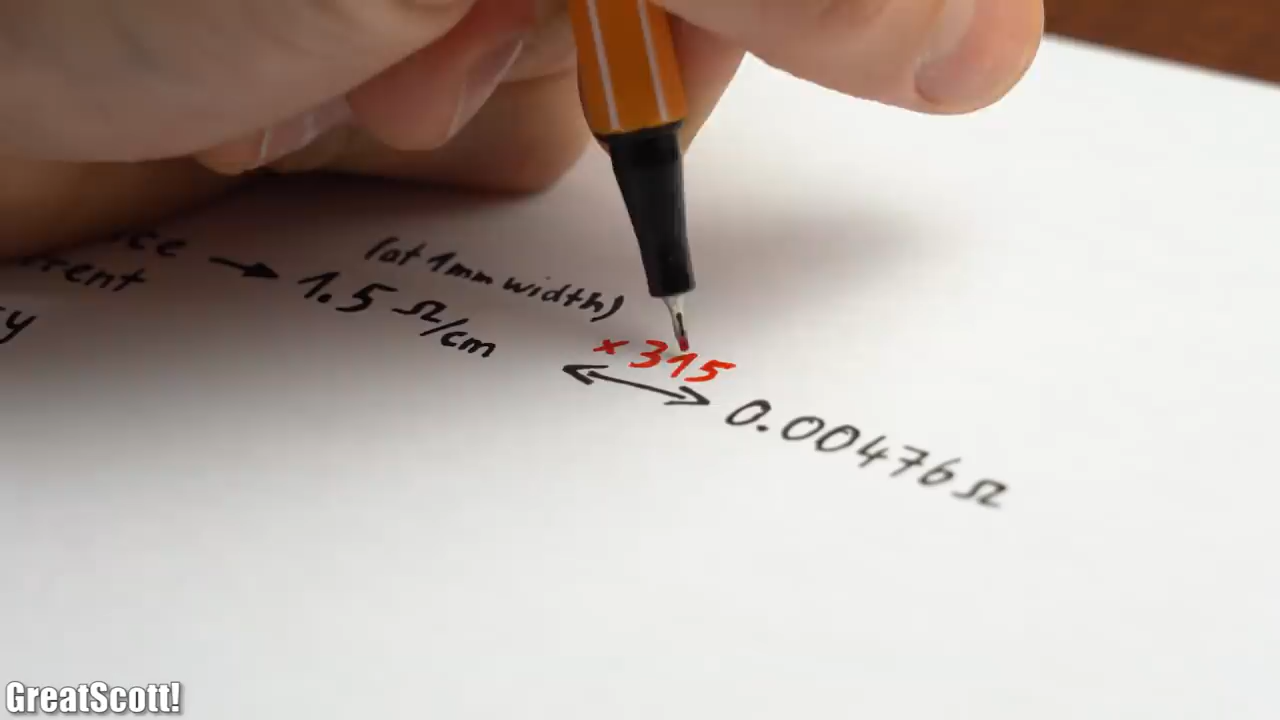 (at 1mm width)
→ 1.5 Ω/cm
x 315
↔ 0.00476 Ω
GreatScott!